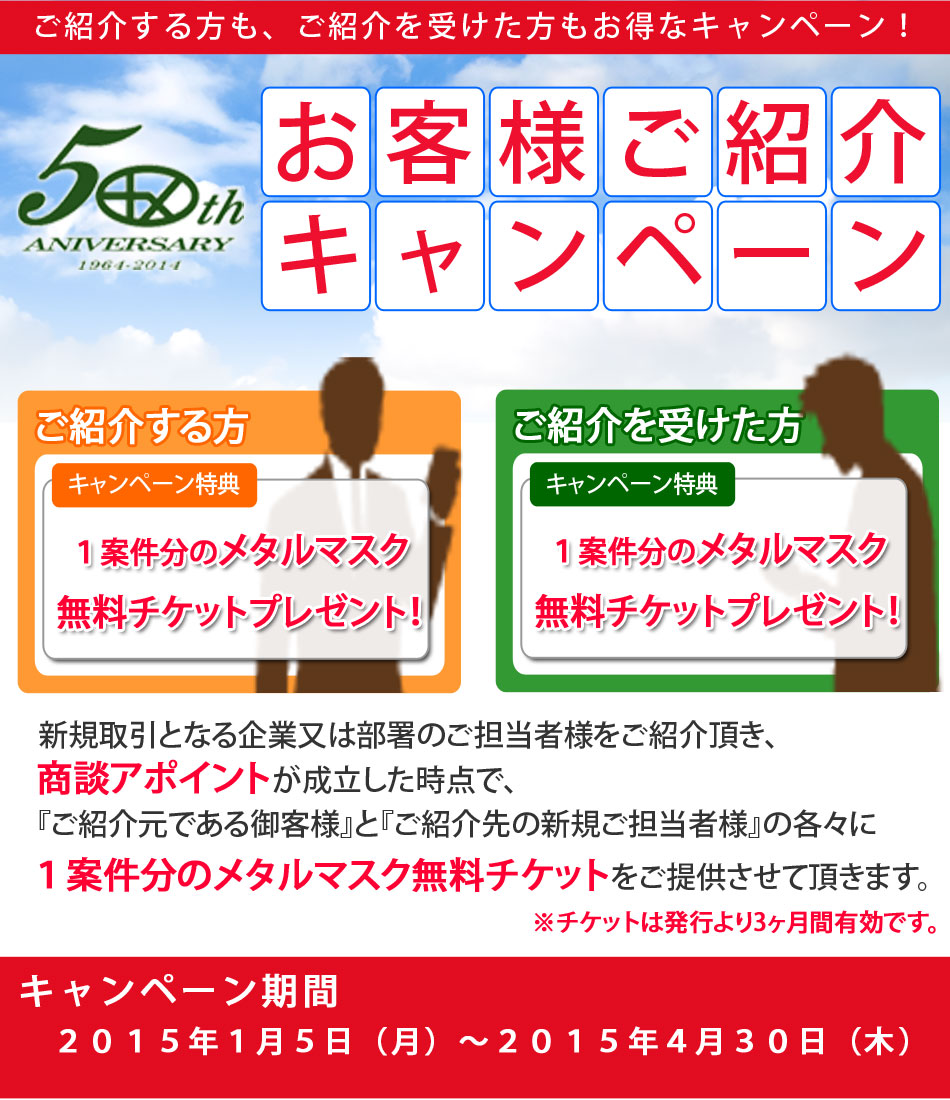 ご紹介する方も、ご紹介を受けた方もお得なキャンペーン！
50th
ANIVERSARY
1964-2014
お客様ご紹介
キャンペーン
ご紹介する方
キャンペーン特典
１案件分のメタルマスク
無料チケットプレゼント！
ご紹介を受けた方
キャンペーン特典
１案件分のメタルマスク
無料チケットプレゼント！
新規取引となる企業又は部署のご担当者様をご紹介頂き、
商談アポイントが成立した時点で、
『ご紹介元である御客様』と『ご紹介先の新規ご担当者様』の各々に
１案件分のメタルマスク無料チケットをご提供させて頂きます。
※チケットは発行より3ヶ月間有効です。
キャンペーン期間
２０１５年１月５日（月）～２０１５年４月３０日（木）